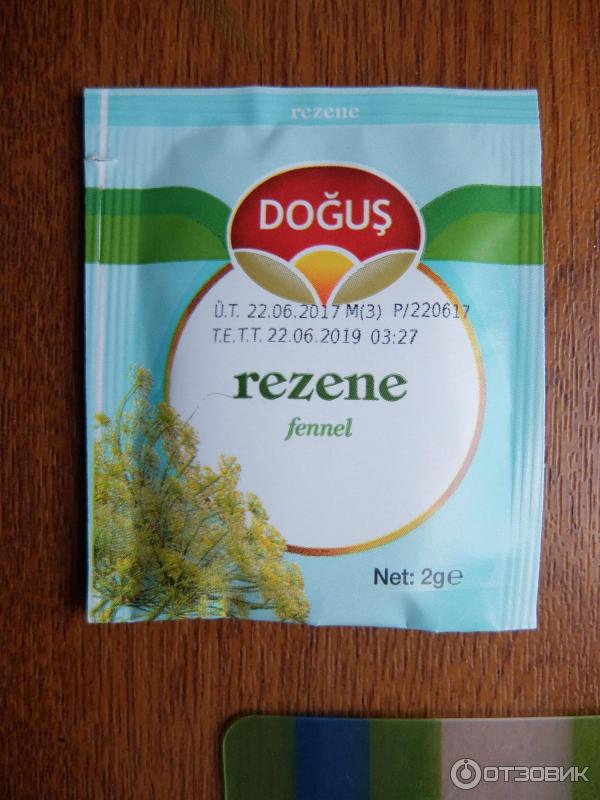 rezene
DOĞUŞ
Ü.T. 22.06.2017 M(3) P/220617
T.E.T.T. 22.06.2019 03:27
rezene
fennel
Net: 2g℮
ОТЗОВИК